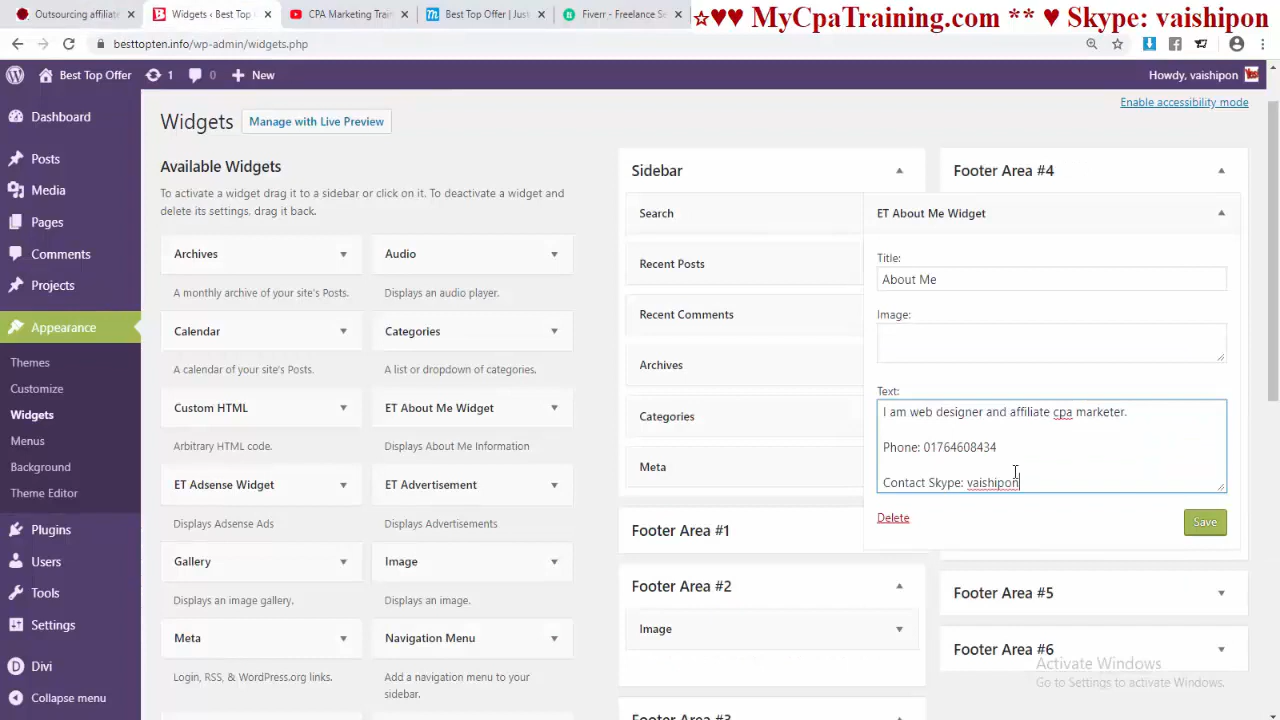 Outsourcing affiliate
Widgets ‹ Best Top
CPA Marketing Train
Best Top Offer | Just
Fiverr - Freelance Se
☆♥♥ MyCpaTraining.com ** ♥ Skype: vaishipon
besttopten.info/wp-admin/widgets.php
Best Top Offer
1
0
New
Howdy, vaishipon
Enable accessibility mode
Dashboard
Posts
Media
Pages
Comments
Projects
Appearance
Themes
Customize
Widgets
Menus
Background
Theme Editor
Plugins
Users
Tools
Settings
Divi
Collapse menu
Widgets
Manage with Live Preview
Available Widgets
To activate a widget drag it to a sidebar or click on it. To deactivate a widget and
delete its settings, drag it back.
Archives
A monthly archive of your site's Posts.
Audio
Displays an audio player.
Calendar
A calendar of your site's Posts.
Categories
A list or dropdown of categories.
Custom HTML
Arbitrary HTML code.
ET About Me Widget
Displays About Me Information
ET Adsense Widget
Displays Adsense Ads
ET Advertisement
Displays Advertisements
Gallery
Displays an image gallery.
Image
Displays an image.
Meta
Login, RSS, & WordPress.org links.
Navigation Menu
Add a navigation menu to your
sidebar.
Sidebar
Search
Recent Posts
Recent Comments
Archives
Categories
Meta
Footer Area #1
Footer Area #2
Image
Footer Area #3
Footer Area #4
ET About Me Widget
Title:
About Me
Image:
Text:
I am web designer and affiliate cpa marketer.
Phone: 01764608434
Contact Skype: vaishipon
Delete
Save
Footer Area #5
Footer Area #6
Activate Windows
Go to Settings to activate Windows.